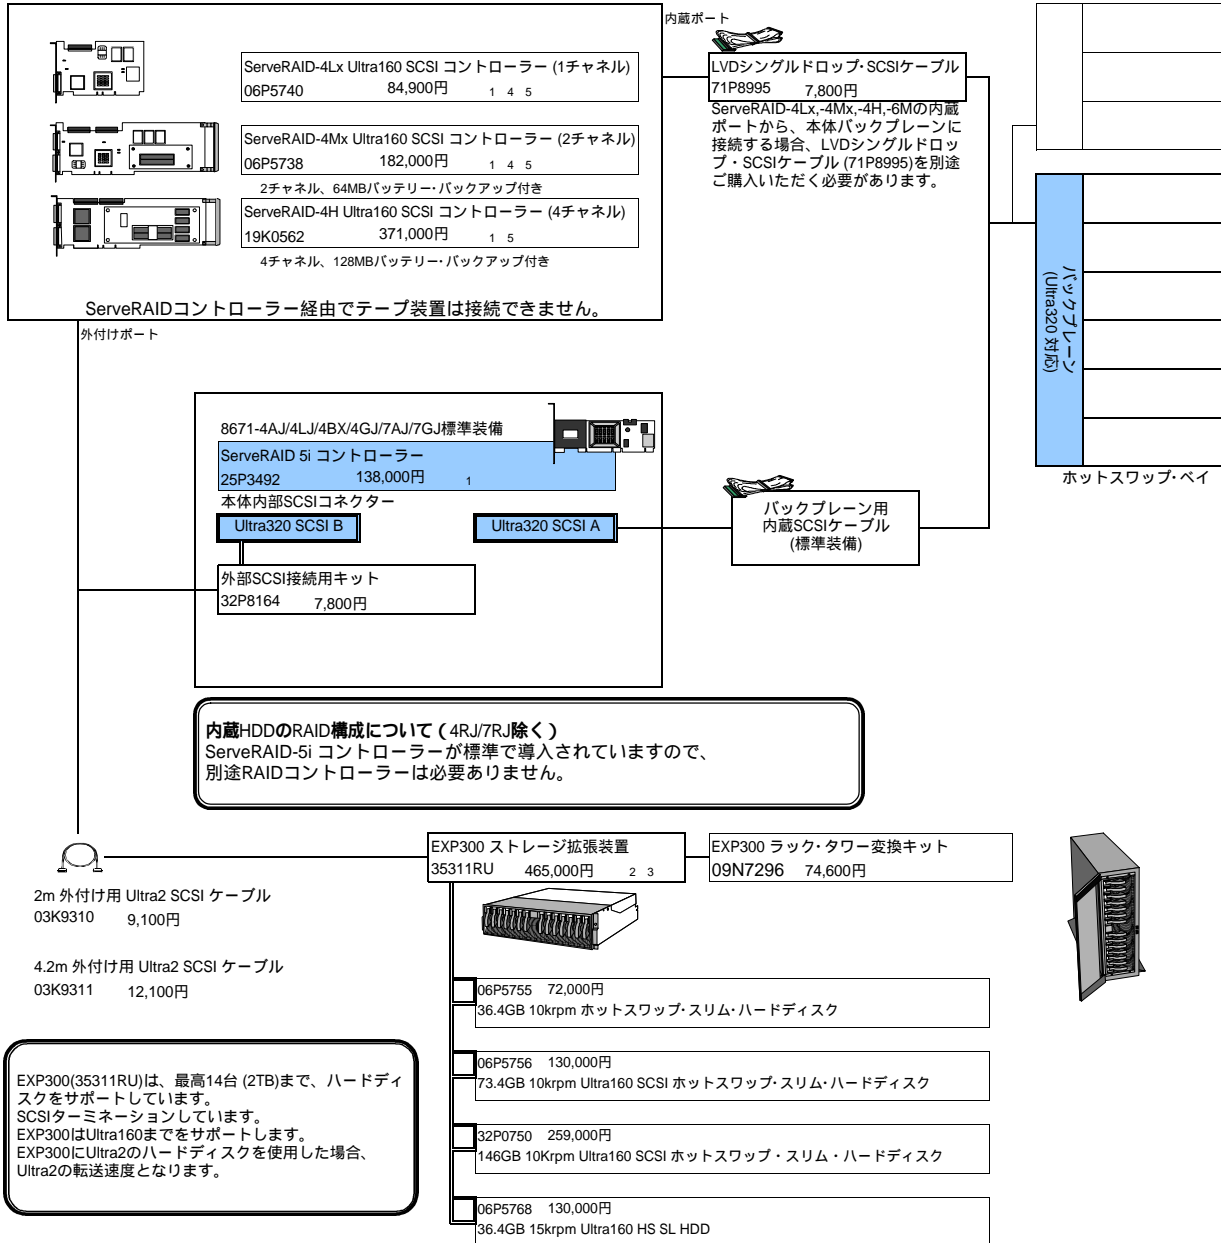 内蔵ポート
ServeRAID-4Lx Ultra160 SCSI コントローラー (1チャネル)
06P5740 84,900円 1 4 5
ServeRAID-4Mx Ultra160 SCSI コントローラー (2チャネル)
06P5738 182,000円 1 4 5
2チャネル、64MBバッテリー・バックアップ付き
ServeRAID-4H Ultra160 SCSI コントローラー (4チャネル)
19K0562 371,000円 1 5
4チャネル、128MBバッテリー・バックアップ付き
ServeRAIDコントローラー経由でテープ装置は接続できません。
外付けポート
LVDシングルドロップ・SCSIケーブル
71P8995 7,800円
ServeRAID-4Lx,-4Mx,-4H,-6Mの内蔵
ポートから、本体バックプレーンに
接続する場合、LVDシングルドロッ
プ・SCSIケーブル (71P8995)を別途
ご購入いただく必要があります。
バックプレーン
(Ultra320 対応)
ホットスワップ・ベイ
8671-4AJ/4LJ/4BX/4GJ/7AJ/7GJ標準装備
ServeRAID 5i コントローラー
25P3492 138,000円 1
本体内部SCSIコネクター
Ultra320 SCSI B
Ultra320 SCSI A
バックプレーン用
内蔵SCSIケーブル
(標準装備)
外部SCSI接続用キット
32P8164 7,800円
内蔵HDDのRAID構成について ( 4RJ/7RJ除く )
ServeRAID-5i コントローラーが標準で導入されていますので、
別途RAIDコントローラーは必要ありません。
2m 外付け用 Ultra2 SCSI ケーブル
03K9310 9,100円
4.2m 外付け用 Ultra2 SCSI ケーブル
03K9311 12,100円
EXP300 ストレージ拡張装置
35311RU 465,000円 2 3
EXP300 ラック・タワー変換キット
09N7296 74,600円
06P5755 72,000円
36.4GB 10krpm ホットスワップ・スリム・ハードディスク
06P5756 130,000円
73.4GB 10krpm Ultra160 SCSI ホットスワップ・スリム・ハードディスク
32P0750 259,000円
146GB 10Krpm Ultra160 SCSI ホットスワップ・スリム・ハードディスク
06P5768 130,000円
36.4GB 15krpm Ultra160 HS SL HDD
EXP300(35311RU)は、最高14台 (2TB)まで、ハードディ
スクをサポートしています。
SCSIターミネーションしています。
EXP300はUltra160までをサポートします。
EXP300にUltra2のハードディスクを使用した場合、
Ultra2の転送速度となります。